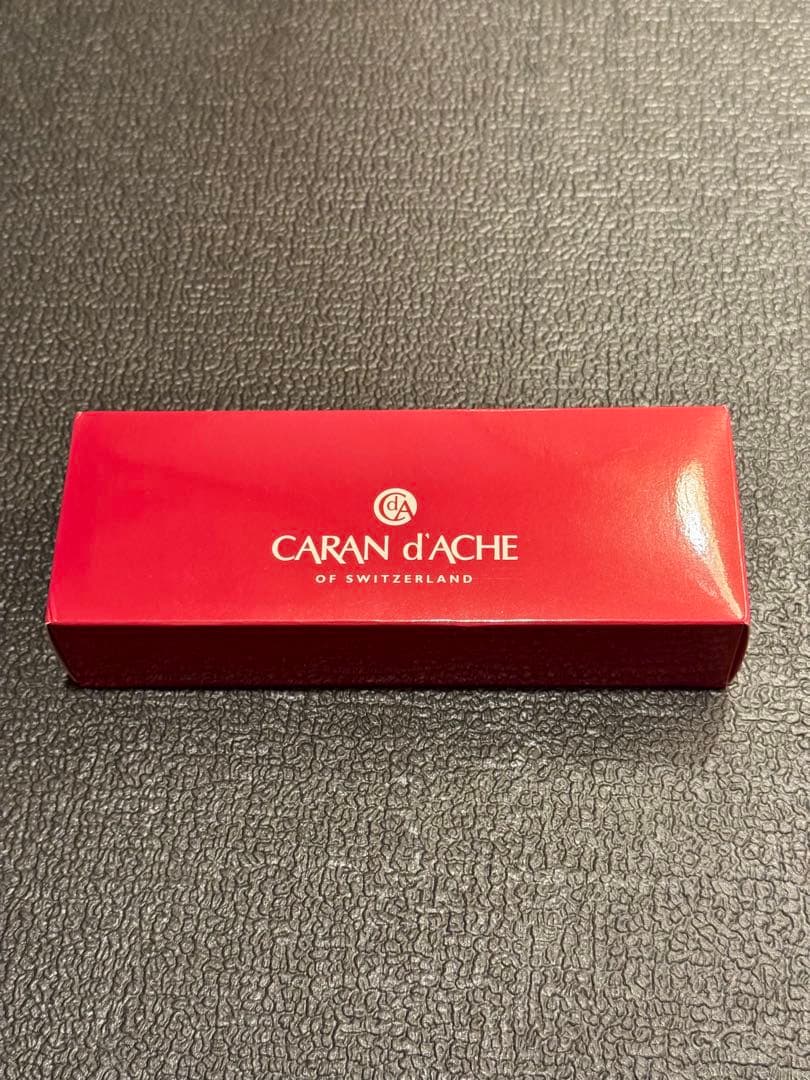 CdA
CARAN d'ACHE
OF SWITZERLAND